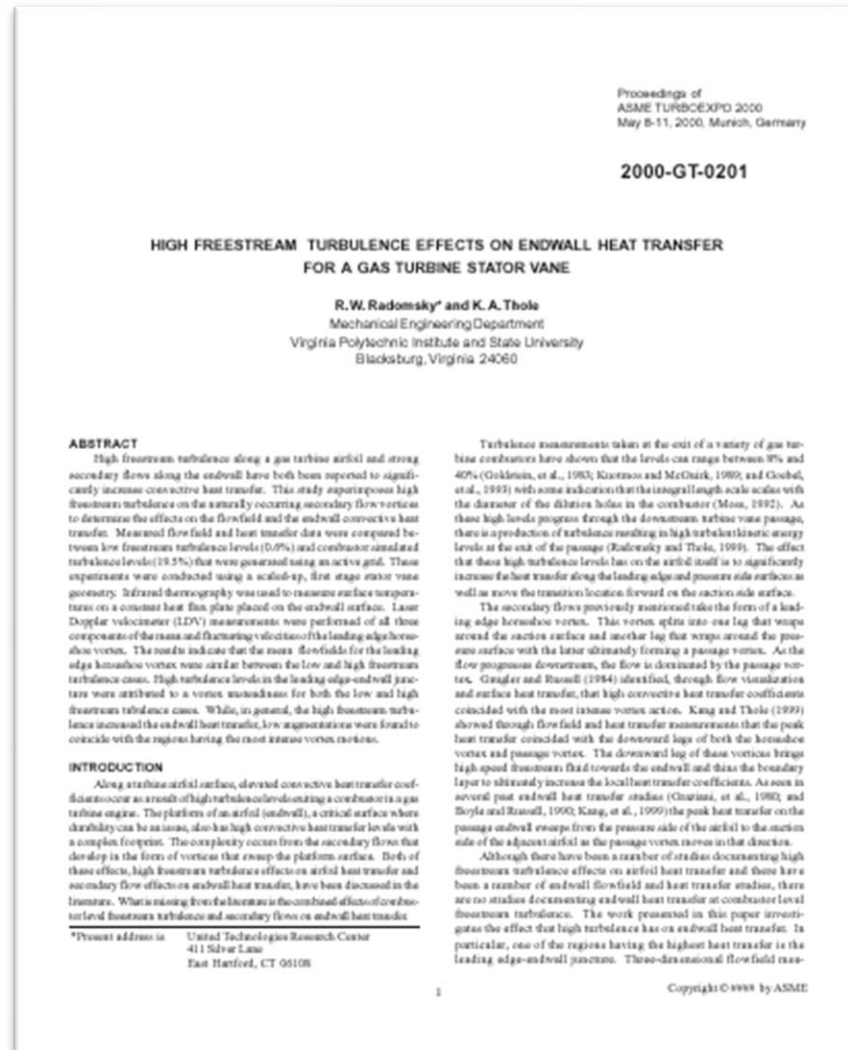 Proceedings of
ASME TURBOEXPO 2000
May 8-11, 2000, Munich, Germany
2000-GT-0201
HIGH FREESTREAM TURBULENCE EFFECTS ON ENDWALL HEAT TRANSFER
FOR A GAS TURBINE STATOR VANE
R.W. Radomsky* and K. A. Thole
Mechanical Engineering Department
Virginia Polytechnic Institute and State University
Blacksburg, Virginia 24060
ABSTRACT
High freestream turbulence along a gas turbine airfoil and strong
secondary flows along the endwall have both been reported to signifi-
cantly increase convective heat transfer. This study superimposes high
freestream turbulence on the naturally occurring secondary flow vortices
to determine the effects on the flowfield and the endwall convective heat
transfer. Measured flowfield and heat transfer data were compared be-
tween low freestream turbulence levels (0.6%) and combustor simulated
turbulence levels (19.5%) that were generated using an active grid. These
experiments were conducted using a scaled-up, first stage stator vane
geometry. Infrared thermography was used to measure surface tempera-
tures on a constant heat flux plate placed on the endwall surface. Laser
Doppler velocimeter (LDV) measurements were performed of all three
components of the mean and fluctuating velocities of the leading edge horse-
shoe vortex. The results indicate that the mean flowfields for the leading
edge horseshoe vortex were similar between the low and high freestream
turbulence cases. High turbulence levels in the leading edge-endwall junc-
ture were attributed to a vortex unsteadiness for both the low and high
freestream turbulence cases. While, in general, the high freestream turbu-
lence increased the endwall heat transfer, low augmentations were found to
coincide with the regions having the most intense vortex motions.
INTRODUCTION
Along a turbine airfoil surface, elevated convective heat transfer coef-
ficients occur as a result of high turbulence levels exiting a combustor in a gas
turbine engine. The platform of an airfoil (endwall), a critical surface where
durability can be an issue, also has high convective heat transfer levels with
a complex footprint. The complexity occurs from the secondary flows that
develop in the form of vortices that sweep the platform surface. Both of
these effects, high freestream turbulence effects on airfoil heat transfer and
secondary flow effects on endwall heat transfer, have been discussed in the
literature. What is missing from the literature is the combined effects of combus-
tor level freestream turbulence and secondary flows on endwall heat transfer.
*Present address is United Technologies Research Center
411 Silver Lane
East Hartford, CT 06108
Turbulence measurements taken at the exit of a variety of gas tur-
bine combustors have shown that the levels can range between 8% and
40% (Goldstein, et al., 1983; Kuotmos and McGuirk, 1989; and Goebel,
et al., 1993) with some indication that the integral length scale scales with
the diameter of the dilution holes in the combustor (Moss, 1992). As
these high levels progress through the downstream turbine vane passage,
there is a production of turbulence resulting in high turbulent kinetic energy
levels at the exit of the passage (Radomsky and Thole, 1999). The effect
that these high turbulence levels has on the airfoil itself is to significantly
increase the heat transfer along the leading edge and pressure side surfaces as
well as move the transition location forward on the suction side surface.
The secondary flows previously mentioned take the form of a lead-
ing edge horseshoe vortex. This vortex splits into one leg that wraps
around the suction surface and another leg that wraps around the pres-
sure surface with the latter ultimately forming a passage vortex. As the
flow progresses downstream, the flow is dominated by the passage vor-
tex. Gaugler and Russell (1984) identified, through flow visualization
and surface heat transfer, that high convective heat transfer coefficients
coincided with the most intense vortex action. Kang and Thole (1999)
showed through flowfield and heat transfer measurements that the peak
heat transfer coincided with the downward legs of both the horseshoe
vortex and passage vortex. The downward leg of these vortices brings
high speed freestream fluid towards the endwall and thins the boundary
layer to ultimately increase the local heat transfer coefficients. As seen in
several past endwall heat transfer studies (Graziani, et al., 1980; and
Boyle and Russell, 1990; Kang, et al., 1999) the peak heat transfer on the
passage endwall sweeps from the pressure side of the airfoil to the suction
side of the adjacent airfoil as the passage vortex moves in that direction.
Although there have been a number of studies documenting high
freestream turbulence effects on airfoil heat transfer and there have
been a number of endwall flowfield and heat transfer studies, there
are no studies documenting endwall heat transfer at combustor level
freestream turbulence. The work presented in this paper investi-
gates the effect that high turbulence has on endwall heat transfer. In
particular, one of the regions having the highest heat transfer is the
leading edge-endwall juncture. Three-dimensional flowfield mea-
1
Copyright © by ASME